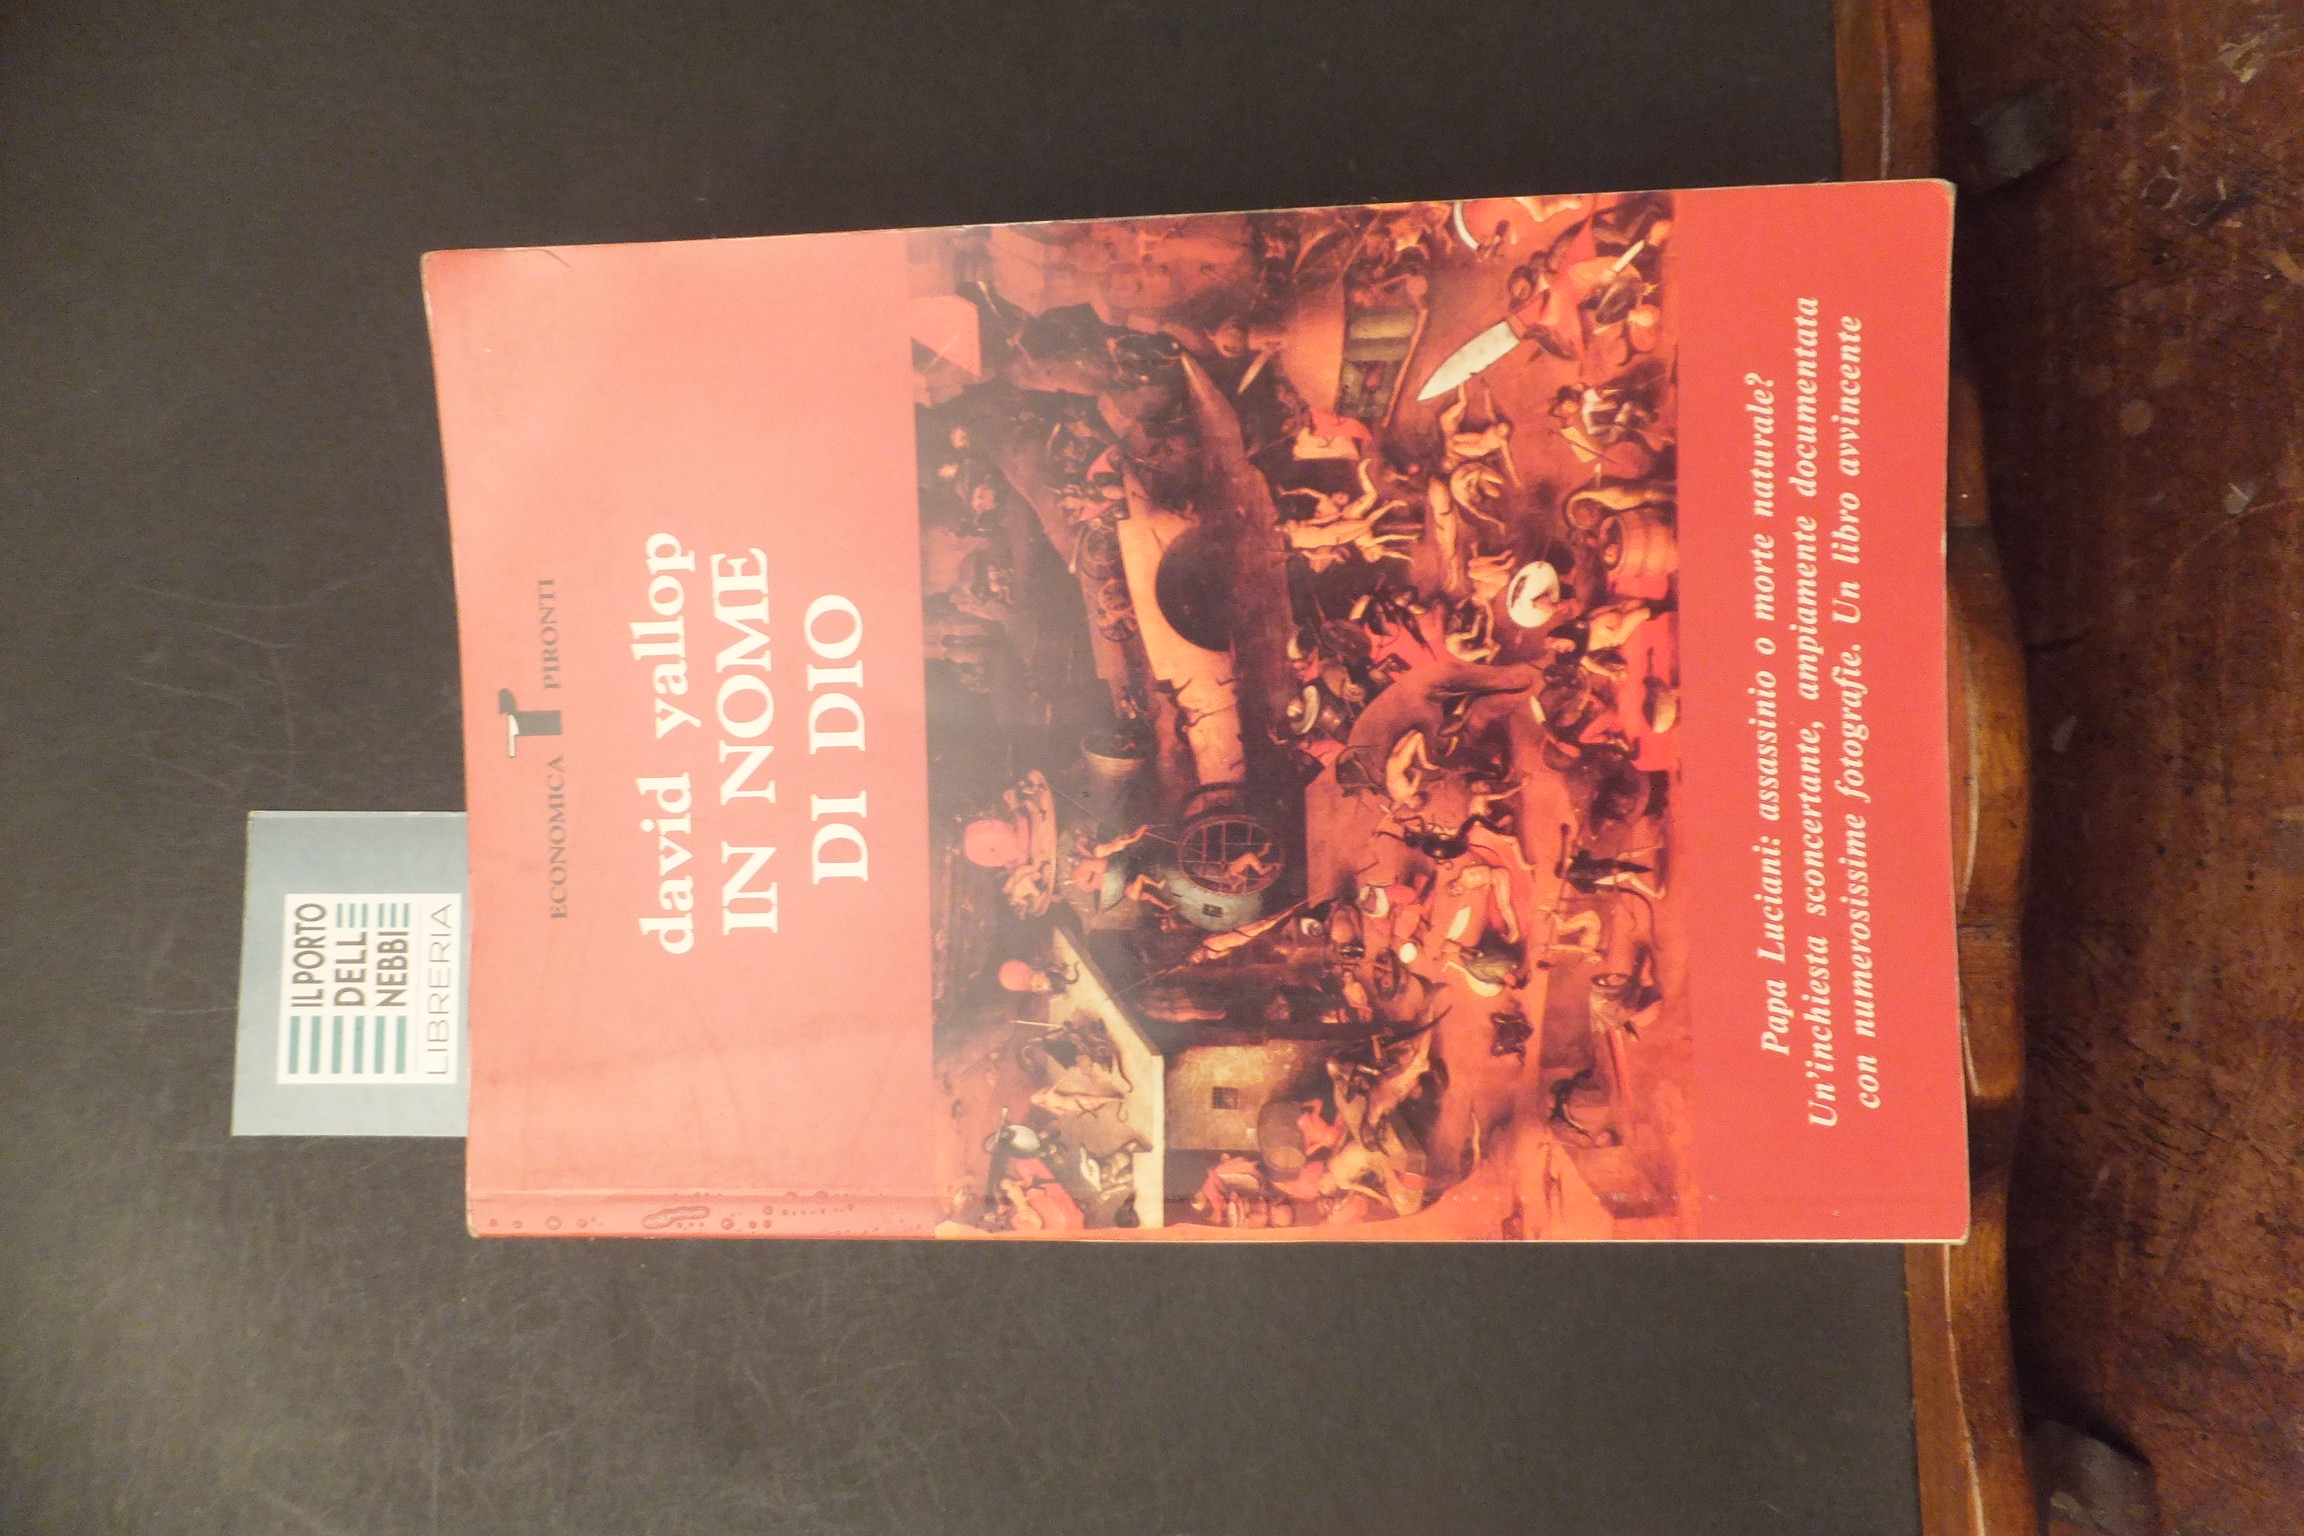 IL PORTO
DELLE
NEBBIE
LIBRERIA
ECONOMICA PIRONTI
david yallop
IN NOME
DI DIO
Papa Luciani: assassinio o morte naturale?
Un'inchiesta sconcertante, ampiamente documentata
con numerosissime fotografie. Un libro avvincente